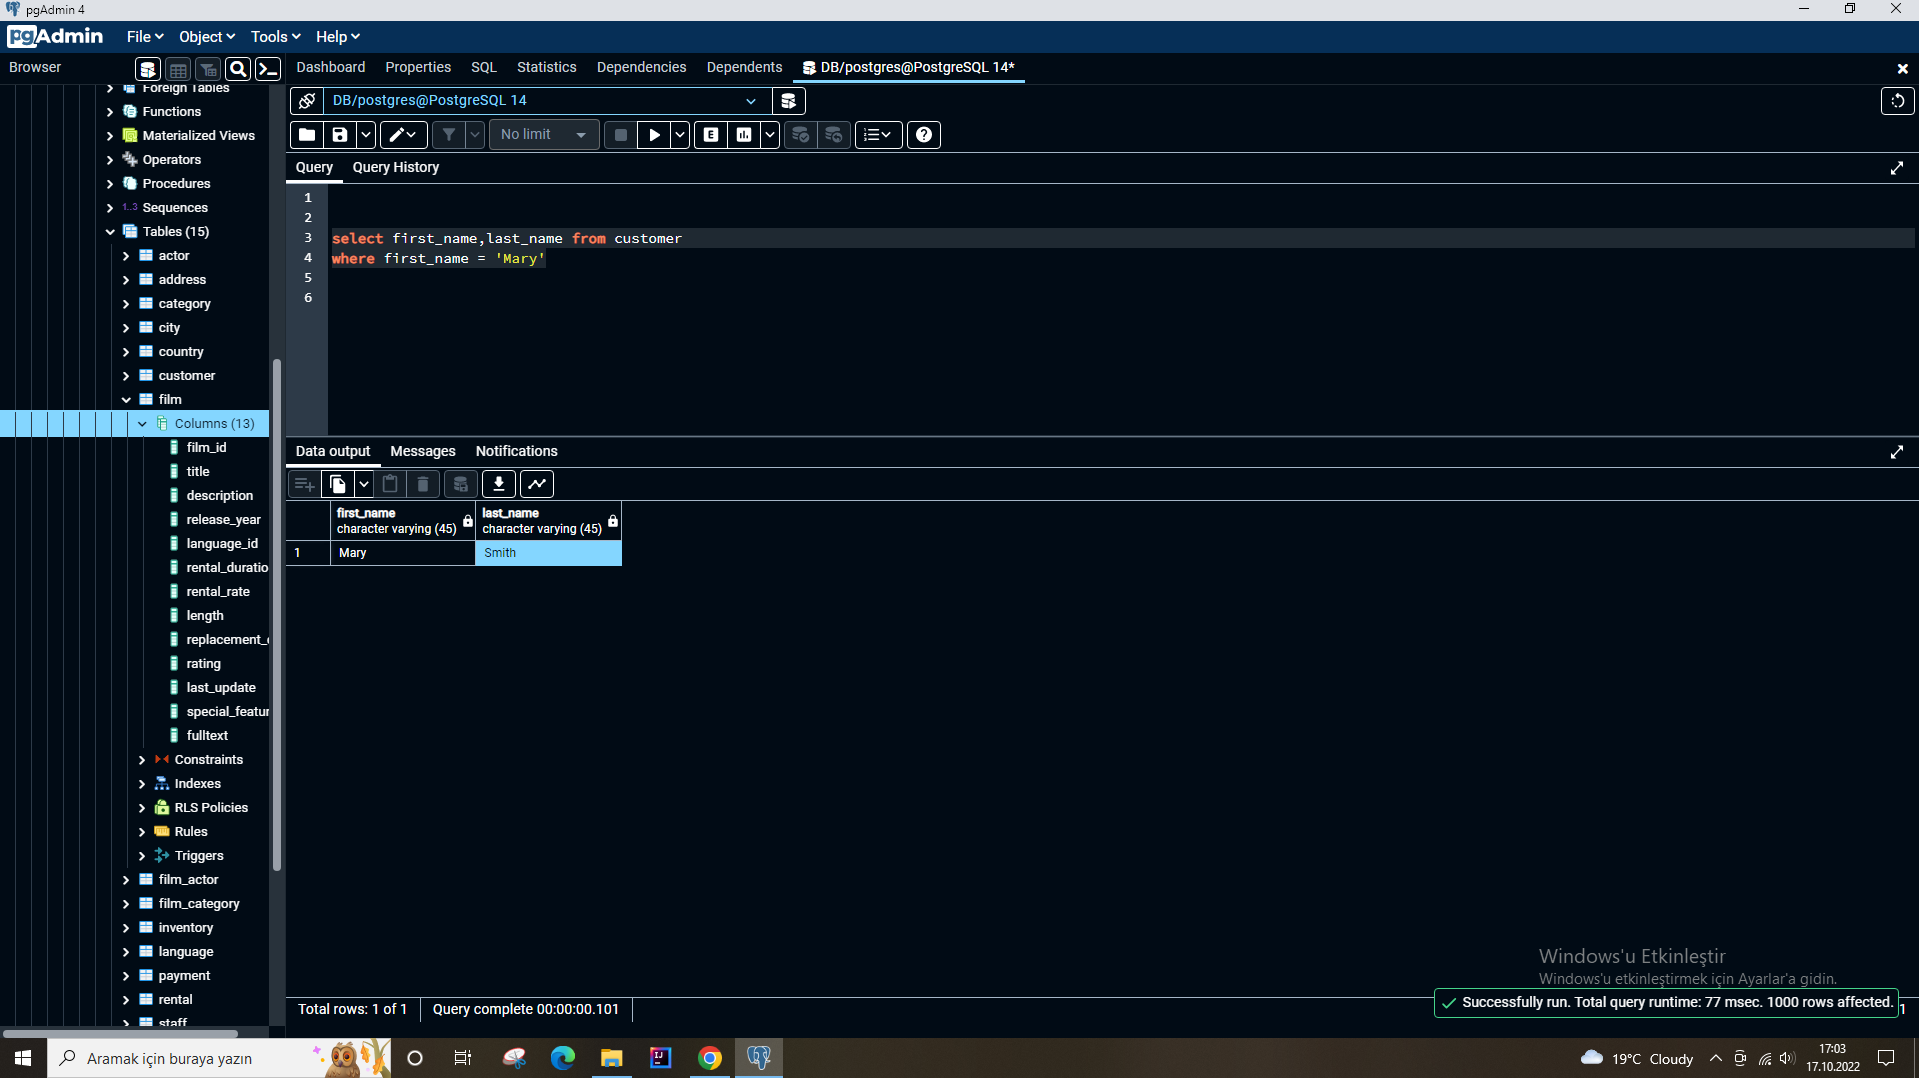 pgAdmin 4
pgAdmin File Object Tools Help
Browser
Dashboard Properties SQL Statistics Dependencies Dependents DB/postgres@PostgreSQL 14*
DB/postgres@PostgreSQL 14
No limit
E
Query Query History
1
2
3 select first_name,last_name from customer
4 where first_name = 'Mary'
5
6
Foreign Tables
Functions
Materialized Views
Operators
Procedures
1..3 Sequences
Tables (15)
actor
address
category
city
country
customer
film
Columns (13)
film_id
title
description
release_year
language_id
rental_duratio
rental_rate
length
replacement_
rating
last_update
special_featur
fulltext
Constraints
Indexes
RLS Policies
Rules
Triggers
film_actor
film_category
inventory
language
payment
rental
staff
Data output Messages Notifications
first_name last_name
character varying (45) character varying (45)
1 Mary Smith
Windows'u Etkinleştir
Windows'u etkinleştirmek için Ayarlar'a gidin.
Successfully run. Total query runtime: 77 msec. 1000 rows affected. 1
Total rows: 1 of 1 Query complete 00:00:00.101
Aramak için buraya yazın
IJ
19°C Cloudy
17:03
17.10.2022